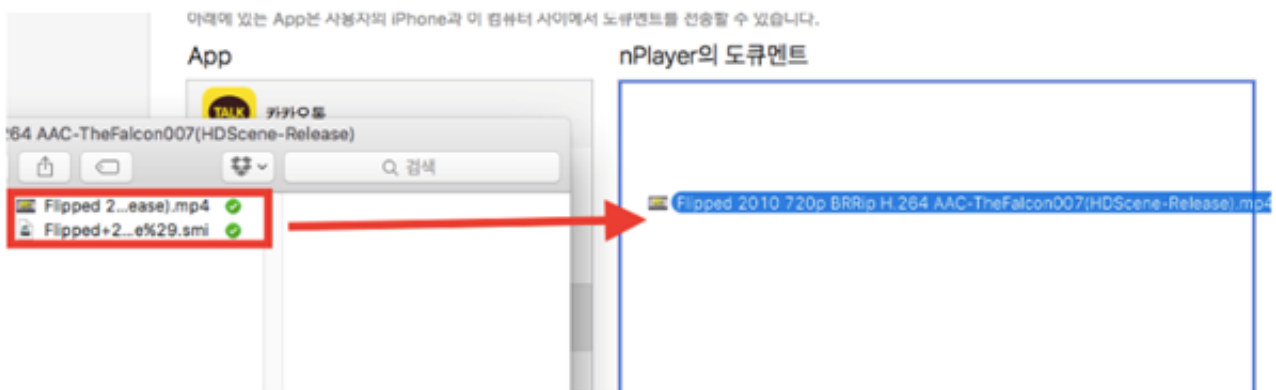 아래에 있는 App은 사용자의 iPhone과 이 컴퓨터 사이에서 도큐멘트를 전송할 수 있습니다.
App
nPlayer의 도큐멘트
TALK 카카오톡
264 AAC-TheFalcon007(HDScene-Release)
검색
Flipped 2...ease).mp4
Flipped+2...e%29.smi
Flipped 2010 720p BRRip H.264 AAC-TheFalcon007(HDScene-Release).mp4